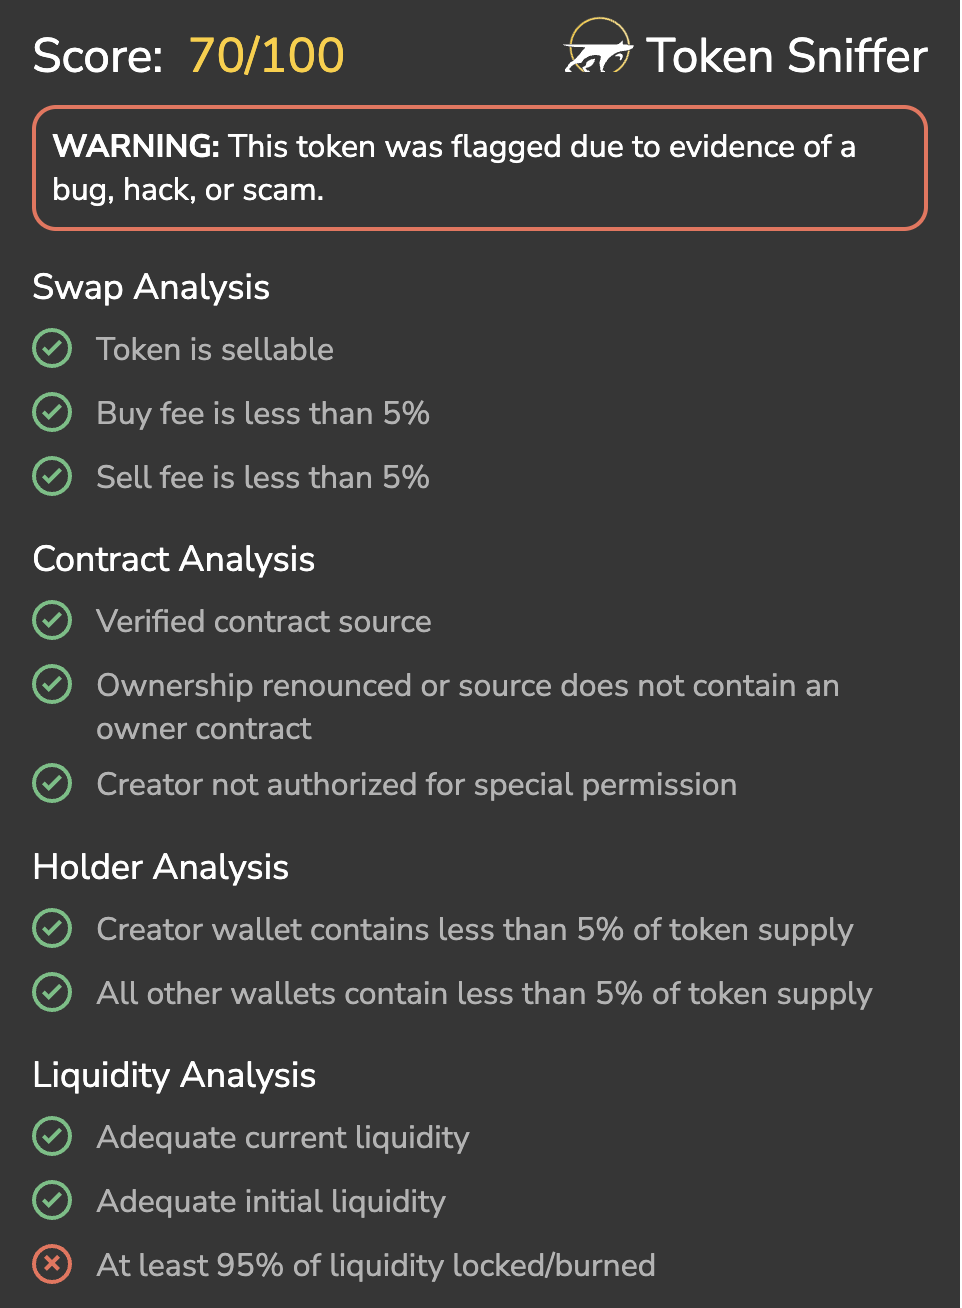 Score: 70/100
Token Sniffer
WARNING: This token was flagged due to evidence of a
bug, hack, or scam.
Swap Analysis
Token is sellable
Buy fee is less than 5%
Sell fee is less than 5%
Contract Analysis
Verified contract source
Ownership renounced or source does not contain an
owner contract
Creator not authorized for special permission
Holder Analysis
Creator wallet contains less than 5% of token supply
All other wallets contain less than 5% of token supply
Liquidity Analysis
Adequate current liquidity
Adequate initial liquidity
At least 95% of liquidity locked/burned